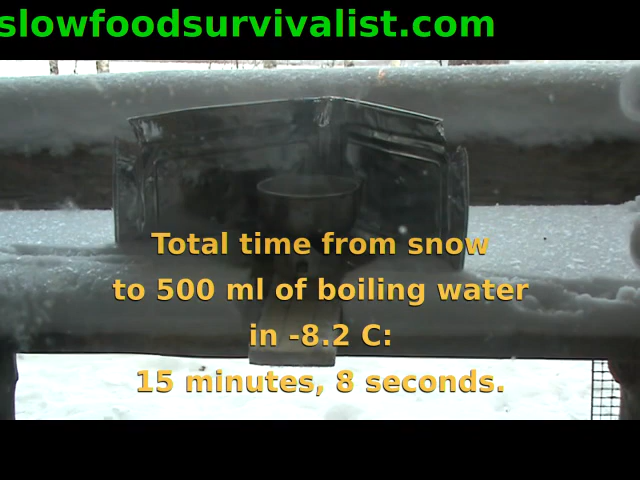 slowfoodsurvivalist.com
Total time from snow
to 500 ml of boiling water
in -8.2 C:
15 minutes, 8 seconds.